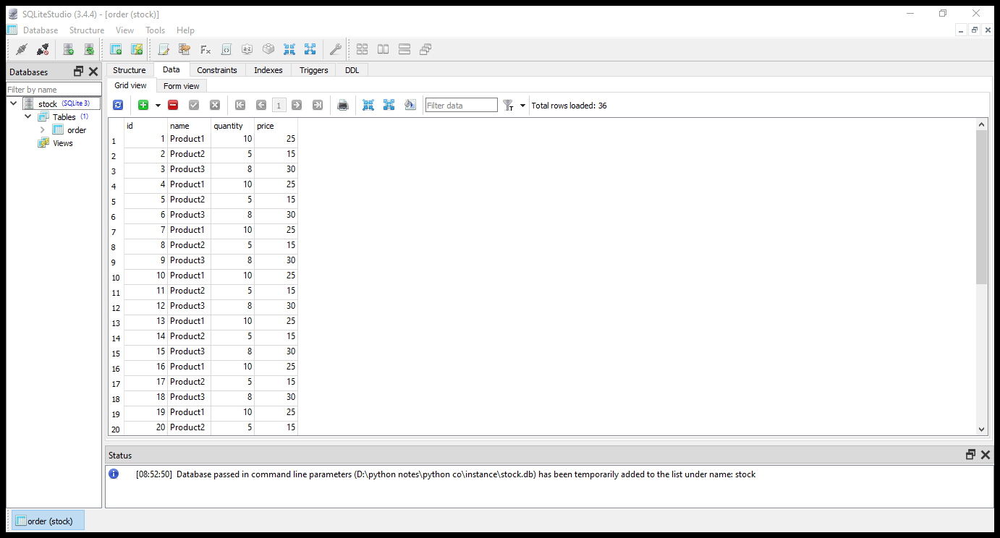 SQLiteStudio (3.4.4) - [order (stock)]
Database Structure View Tools Help
Databases
Filter by name
stock (SQLite 3)
Tables (1)
order
Views
Structure Data Constraints Indexes Triggers DDL
Grid view Form view
1 Filter data Total rows loaded: 36
id name quantity price
1 1 Product1 10 25
2 2 Product2 5 15
3 3 Product3 8 30
4 4 Product1 10 25
5 5 Product2 5 15
6 6 Product3 8 30
7 7 Product1 10 25
8 8 Product2 5 15
9 9 Product3 8 30
10 10 Product1 10 25
11 11 Product2 5 15
12 12 Product3 8 30
13 13 Product1 10 25
14 14 Product2 5 15
15 15 Product3 8 30
16 16 Product1 10 25
17 17 Product2 5 15
18 18 Product3 8 30
19 19 Product1 10 25
20 20 Product2 5 15
Status
[08:52:50] Database passed in command line parameters (D:\python notes\python co\instance\stock.db) has been temporarily added to the list under name: stock
order (stock)